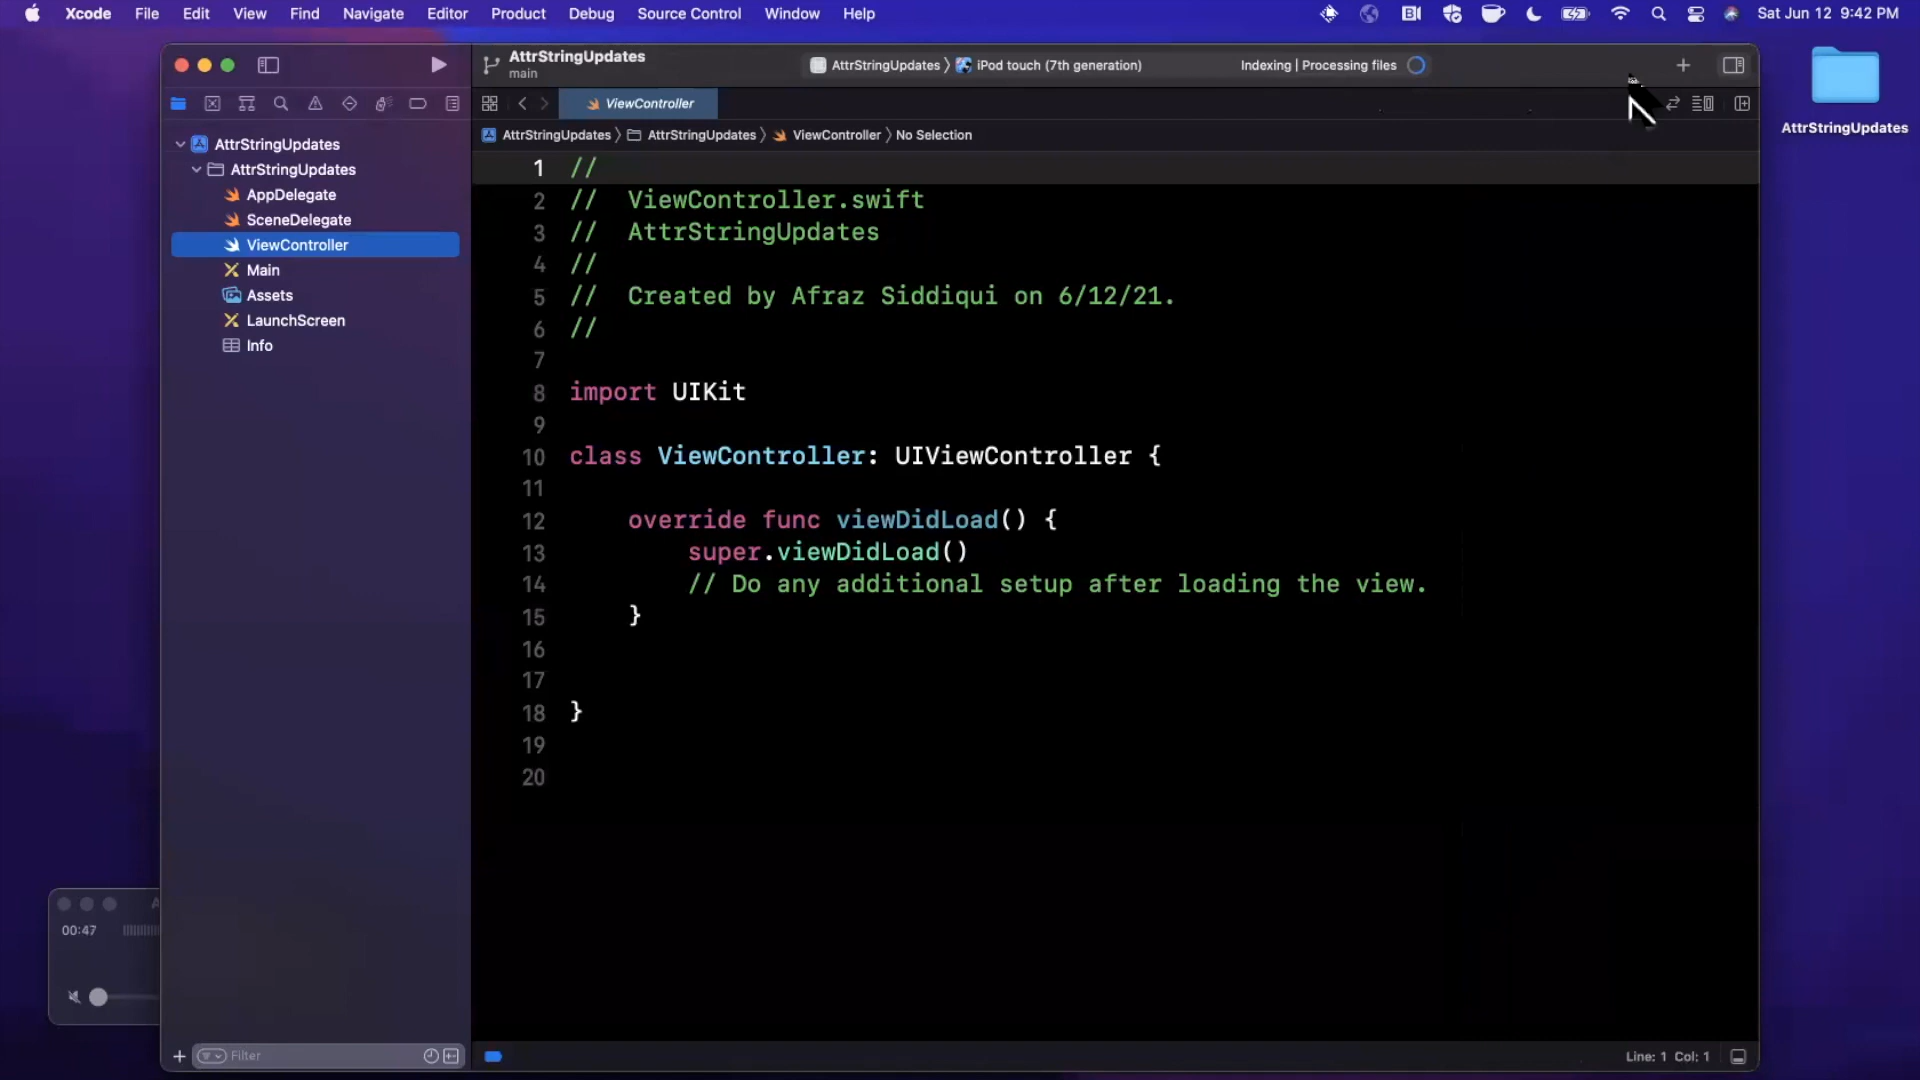 Xcode File Edit View Find Navigate Editor Product Debug Source Control Window Help Sat Jun 12 9:42 PM
AttrStringUpdates
main
AttrStringUpdates iPod touch (7th generation) Indexing | Processing files
ViewController
AttrStringUpdates AttrStringUpdates ViewController No Selection
AttrStringUpdates
AttrStringUpdates
AppDelegate
SceneDelegate
ViewController
Main
Assets
LaunchScreen
Info
1 //
2 // ViewController.swift
3 // AttrStringUpdates
4 //
5 // Created by Afraz Siddiqui on 6/12/21.
6 //
7
8 import UIKit
9
10 class ViewController: UIViewController {
11
12 override func viewDidLoad() {
13 super.viewDidLoad()
14 // Do any additional setup after loading the view.
15 }
16
17
18 }
19
20
AttrStringUpdates
00:47
Filter
Line: 1 Col: 1